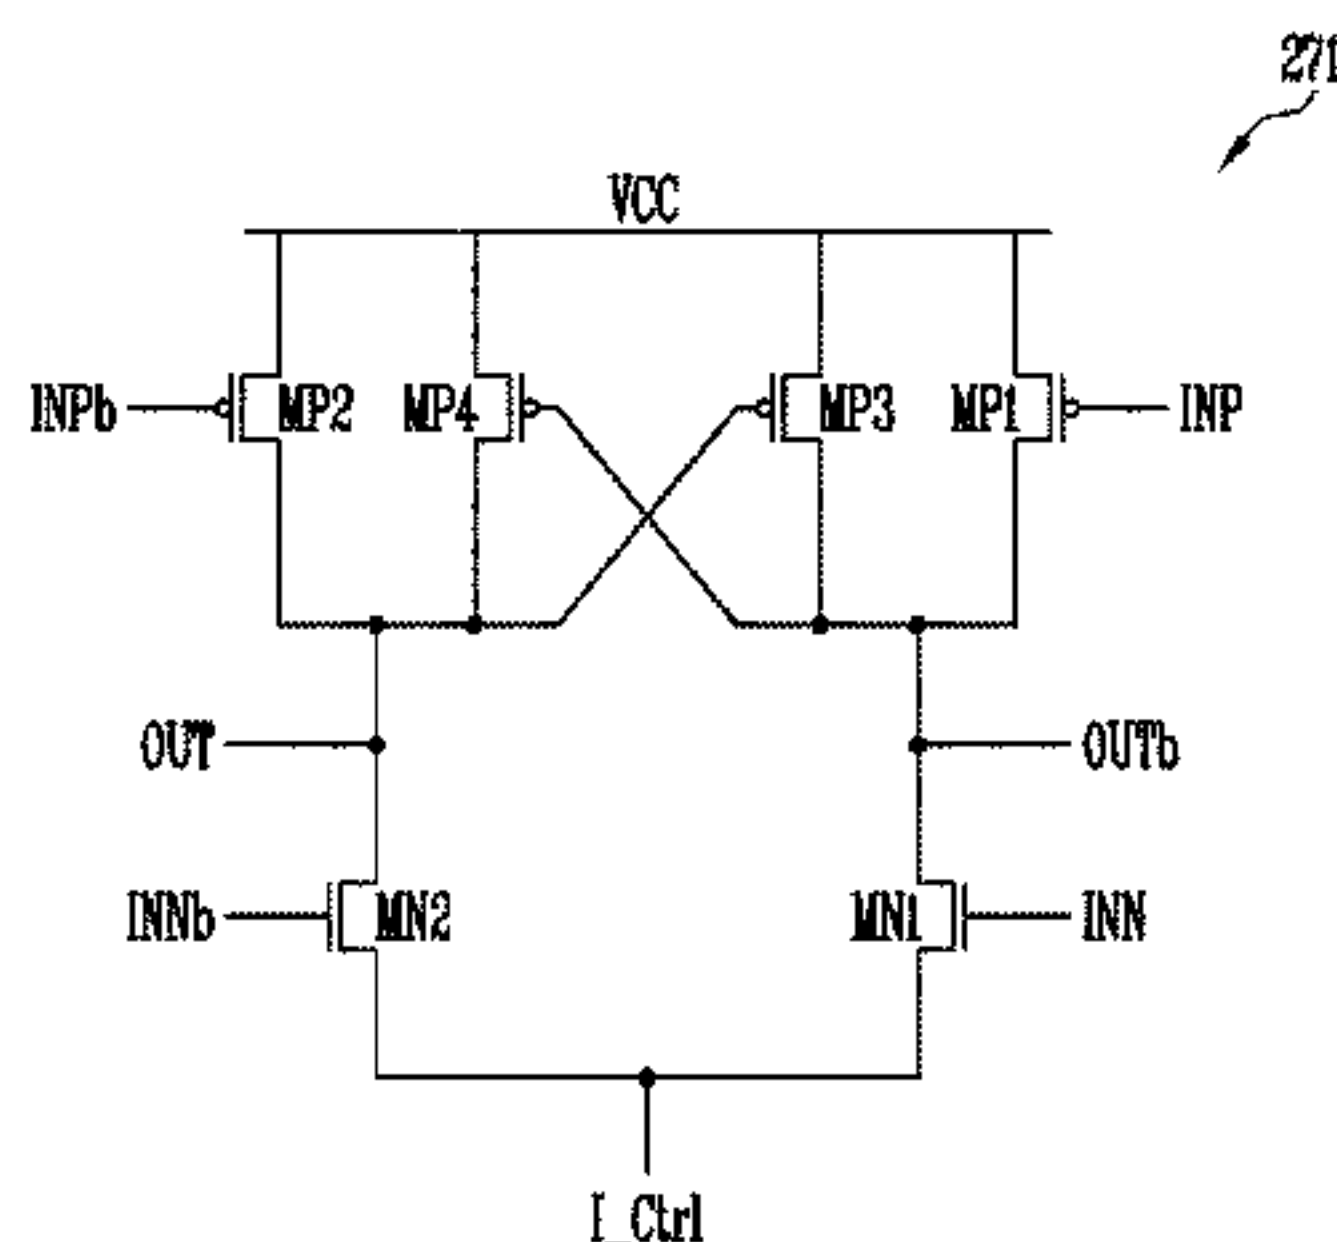 271
VCC
INPb
MP2
MP4
MP3
MP1
INP
OUT
OUTb
INNb
MN2
MN1
INN
I_Ctrl